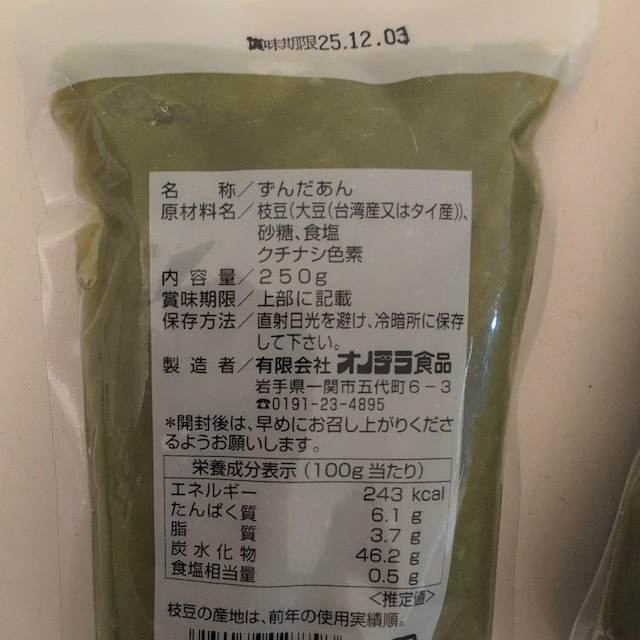 賞味期限25.12.03
名 称/ずんだあん
原材料名/枝豆(大豆(台湾産又はタイ産))、
砂糖、食塩
クチナシ色素
内容量/250g
賞味期限/上部に記載
保存方法/直射日光を避け、冷暗所に保存
して下さい。
製造者/有限会社 オノデラ食品
岩手県一関市五代町6-3
☎0191-23-4895
*開封後は、早めにお召し上がりくださ
るようお願いします。
栄養成分表示(100g当たり)
エネルギー 243 kcal
たんぱく質 6.1 g
脂質 3.7 g
炭水化物 46.2 g
食塩相当量 0.5 g
<推定値>
枝豆の産地は、前年の使用実績順。